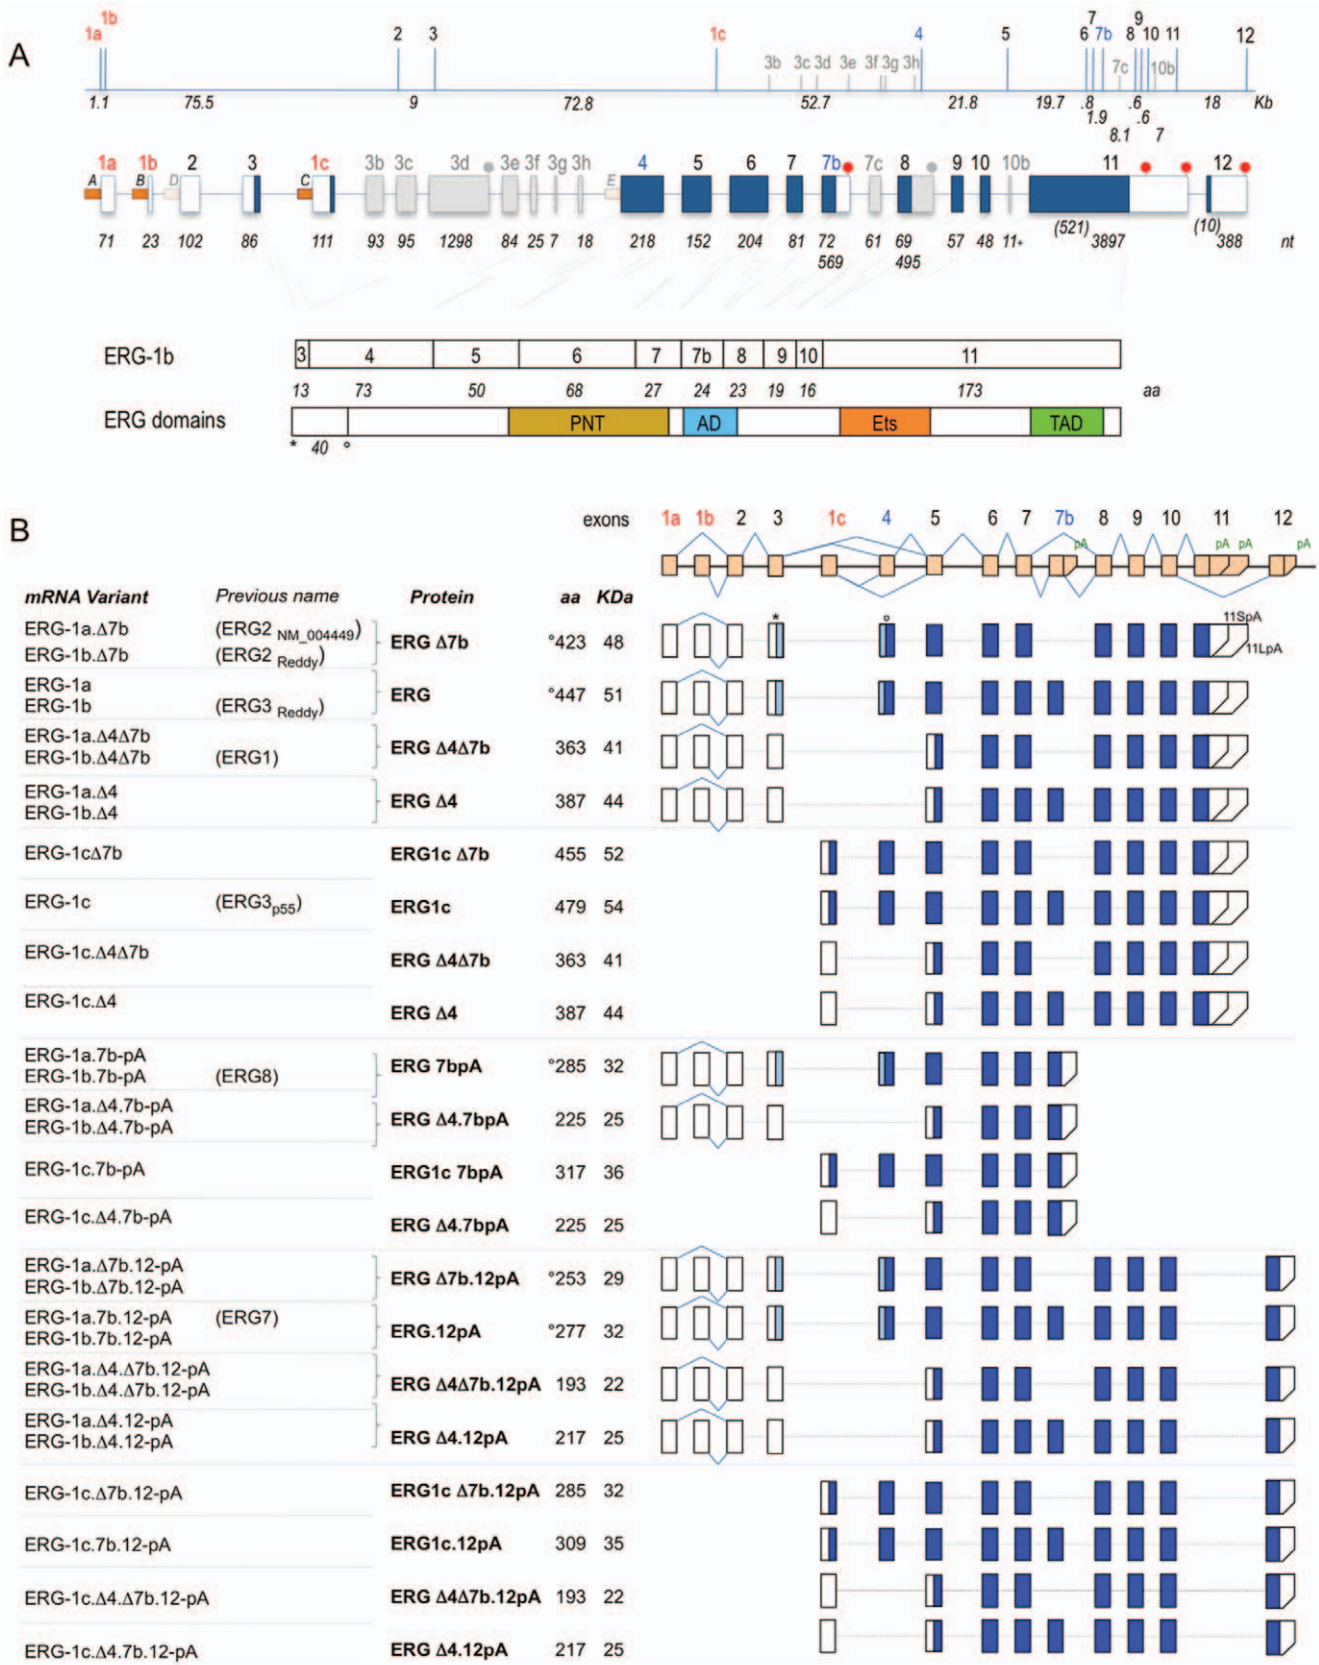 A
1a 1b 2 3 1c 4 5 6 7 7b 8 9 10 11 12
3b 3c 3d 3e 3f 3g 3h 7c 10b
1.1 75.5 9 72.8 52.7 21.8 19.7 .8 1.9 8.1 .6 .6 7 18 Kb
1a 1b 2 3 1c 3b 3c 3d 3e 3f 3g 3h 4 5 6 7 7b 7c 8 9 10 10b 11 12
A B D C E
71 23 102 86 111 93 95 1298 84 25 7 18 218 152 204 81 72 61 69 57 48 11+ (521) 3897 (10) 388 nt
569 495
ERG-1b 3 4 5 6 7 7b 8 9 10 11
13 73 50 68 27 24 23 19 16 173 aa
ERG domains PNT AD Ets TAD
* 40 °
B
exons 1a 1b 2 3 1c 4 5 6 7 7b 8 9 10 11 12
pA pA pA pA
mRNA Variant Previous name Protein aa KDa
* °
ERG-1a.Δ7b (ERG2 NM_004449)
ERG Δ7b °423 48
11SpA
11LpA
ERG-1b.Δ7b (ERG2 Reddy)
ERG-1a
ERG °447 51
ERG-1b (ERG3 Reddy)
ERG-1a.Δ4Δ7b
ERG Δ4Δ7b 363 41
ERG-1b.Δ4Δ7b (ERG1)
ERG-1a.Δ4
ERG Δ4 387 44
ERG-1b.Δ4
ERG-1cΔ7b ERG1c Δ7b 455 52
ERG-1c (ERG3p55) ERG1c 479 54
ERG-1c.Δ4Δ7b ERG Δ4Δ7b 363 41
ERG-1c.Δ4 ERG Δ4 387 44
ERG-1a.7b-pA
ERG 7bpA °285 32
ERG-1b.7b-pA (ERG8)
ERG-1a.Δ4.7b-pA
ERG Δ4.7bpA 225 25
ERG-1b.Δ4.7b-pA
ERG-1c.7b-pA ERG1c 7bpA 317 36
ERG-1c.Δ4.7b-pA ERG Δ4.7bpA 225 25
ERG-1a.Δ7b.12-pA
ERG Δ7b.12pA °253 29
ERG-1b.Δ7b.12-pA
ERG-1a.7b.12-pA (ERG7)
ERG.12pA °277 32
ERG-1b.7b.12-pA
ERG-1a.Δ4.Δ7b.12-pA
ERG Δ4Δ7b.12pA 193 22
ERG-1b.Δ4.Δ7b.12-pA
ERG-1a.Δ4.12-pA
ERG Δ4.12pA 217 25
ERG-1b.Δ4.12-pA
ERG-1c.Δ7b.12-pA ERG1c Δ7b.12pA 285 32
ERG-1c.7b.12-pA ERG1c.12pA 309 35
ERG-1c.Δ4.Δ7b.12-pA ERG Δ4Δ7b.12pA 193 22
ERG-1c.Δ4.7b.12-pA ERG Δ4.12pA 217 25